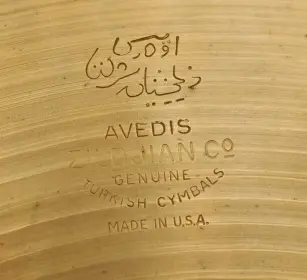 AVEDIS
ZILDJIAN CO
GENUINE
TURKISH CYMBALS
MADE IN U.S.A.